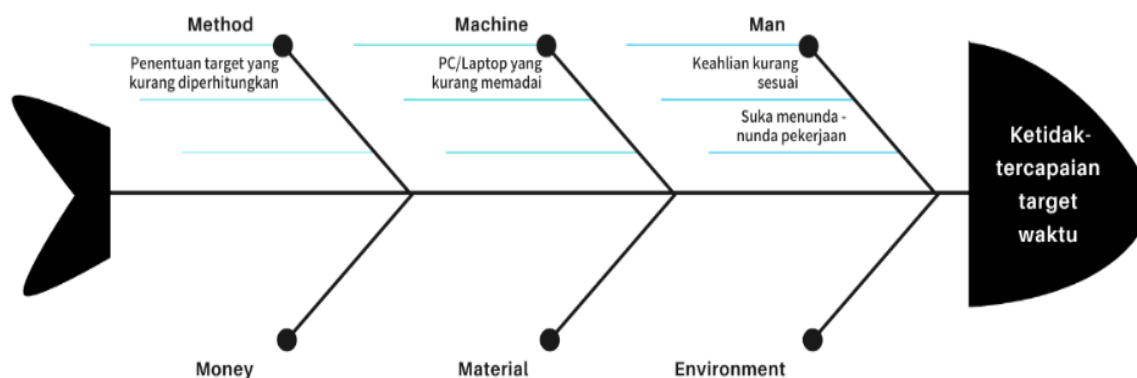 Method
Penentuan target yang
kurang diperhitungkan
Machine
PC/Laptop yang
kurang memadai
Man
Keahlian kurang
sesuai
Suka menunda -
nunda pekerjaan
Ketidak-
tercapaian
target
waktu
Money
Material
Environment